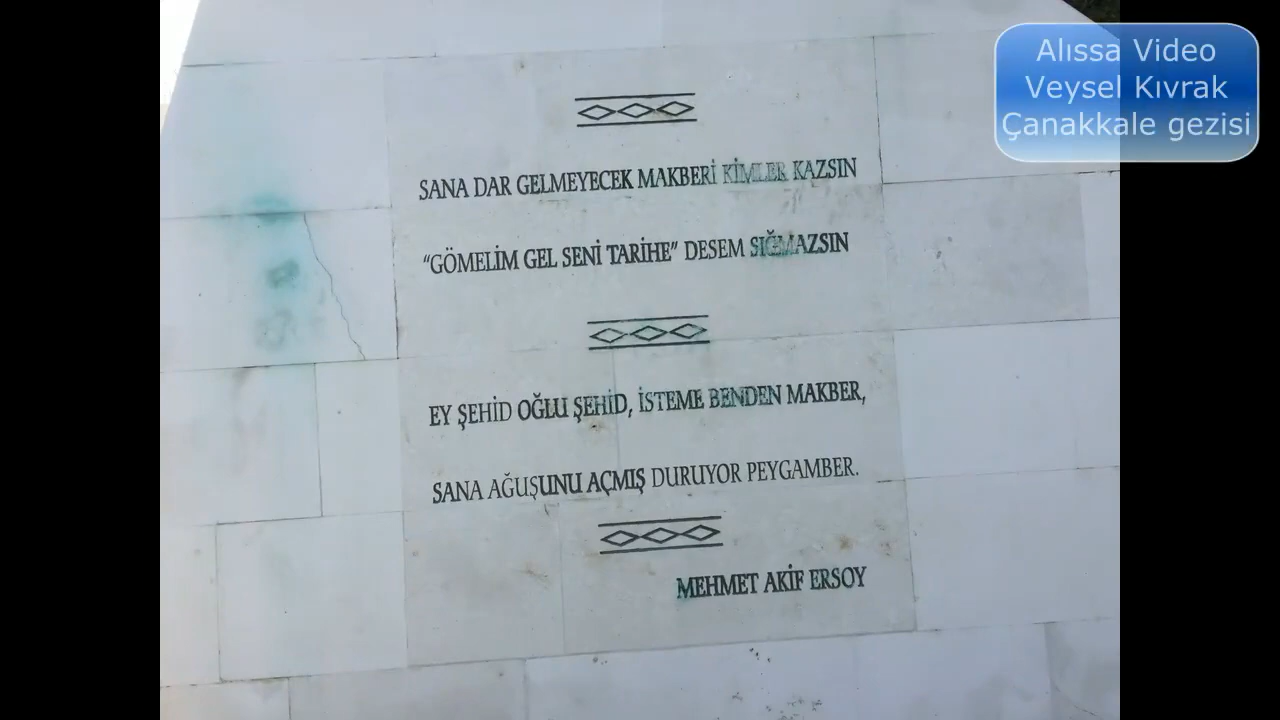 Alıssa Video
Veysel Kıvrak
Çanakkale gezisi
SANA DAR GELMEYECEK MAKBERİ KİMLER KAZSIN
“GÖMELİM GEL SENİ TARİHE” DESEM SIĞMAZSIN
EY ŞEHİD OĞLU ŞEHİD, İSTEME BENDEN MAKBER,
SANA AĞUŞUNU AÇMIŞ DURUYOR PEYGAMBER.
MEHMET AKİF ERSOY